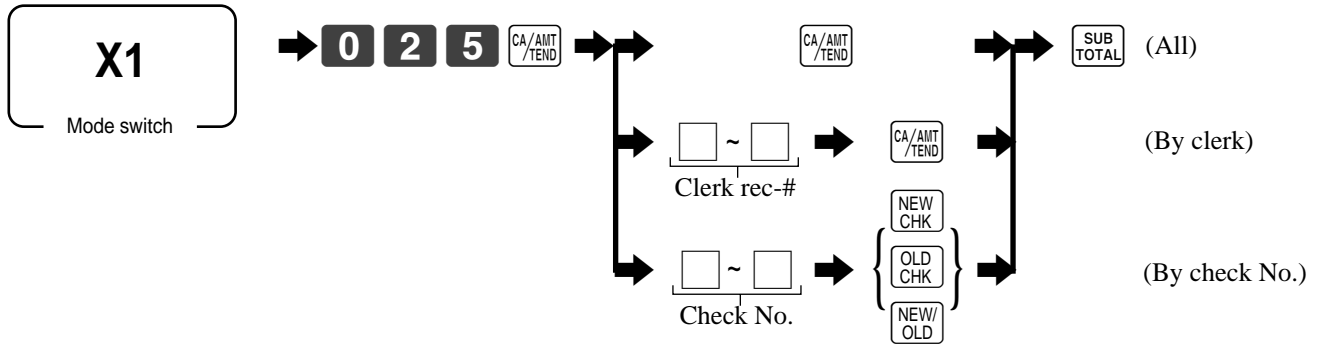 X1
Mode switch
0 2 5 CA/AMT /TEND
CA/AMT /TEND
SUB TOTAL
(All)
~
CA/AMT /TEND
(By clerk)
Clerk rec-#
NEW CHK
~
OLD CHK
(By check No.)
Check No.
NEW/ OLD